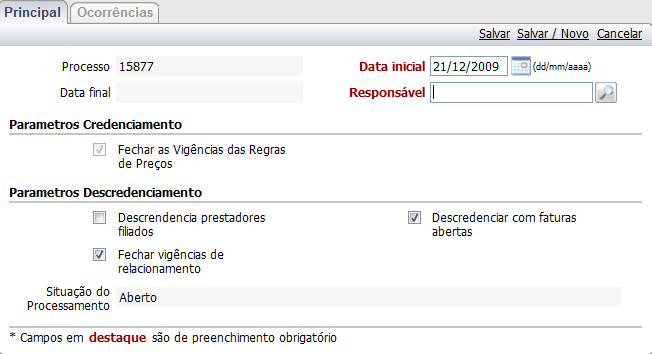 Principal Ocorrências
Salvar Salvar / Novo Cancelar
Processo 15877 Data inicial 21/12/2009 (dd/mm/aaaa)
Data final Responsável
Parametros Credenciamento
Fechar as Vigências das Regras
de Preços
Parametros Descredenciamento
Descrendencia prestadores
filiados
Descredenciar com faturas
abertas
Fechar vigências de
relacionamento
Situação do
Processamento Aberto
* Campos em destaque são de preenchimento obrigatório